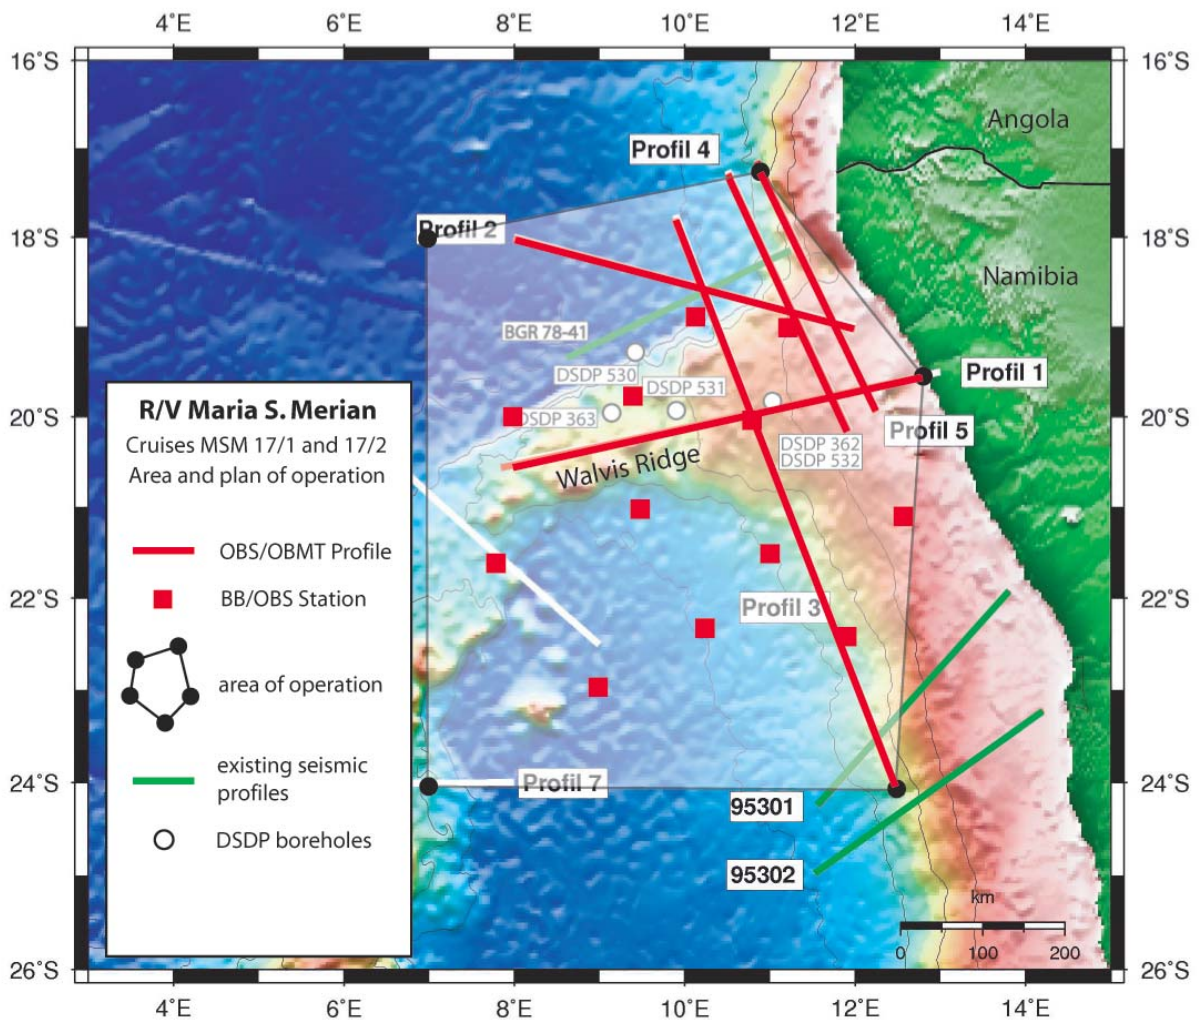 4°E 6°E 8°E 10°E 12°E 14°E
16°S 16°S
Angola
Profil 4
Profil 2
18°S 18°S
Namibia
BGR 78-41
DSDP 530
Profil 1
DSDP 531
R/V Maria S. Merian
Cruises MSM 17/1 and 17/2
Area and plan of operation
20°S 20°S
DSDP 363
Profil 5
DSDP 362
DSDP 532
Walvis Ridge
OBS/OBMT Profile
BB/OBS Station
22°S 22°S
Profil 3
area of operation
existing seismic
profiles
24°S 24°S
Profil 7
95301
DSDP boreholes
95302
km
0 100 200
26°S 26°S
4°E 6°E 8°E 10°E 12°E 14°E